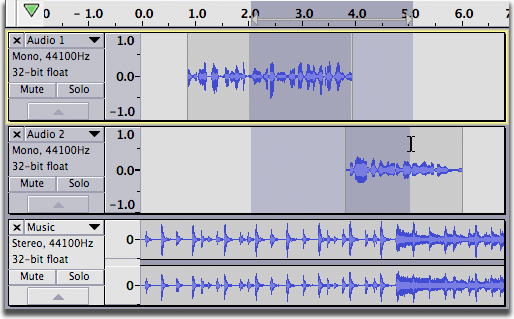 0 - 1.0 0.0 1.0 2.0 3.0 4.0 5.0 6.0 7
× Audio 1 1.0
Mono, 44100Hz
32-bit float 0.0-
Mute Solo
-1.0
× Audio 2 1.0
Mono, 44100Hz
32-bit float 0.0-
Mute Solo
-1.0
× Music
Stereo, 44100Hz 0-
32-bit float
Mute Solo 0-